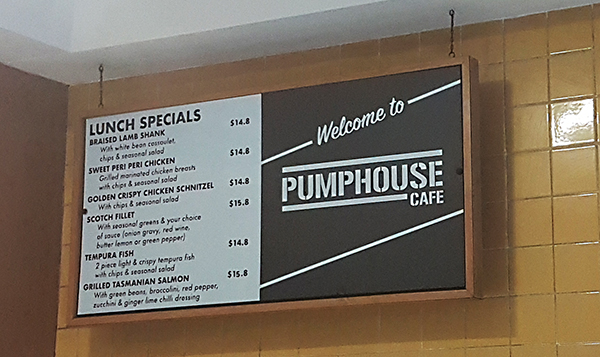 LUNCH SPECIALS
BRAISED LAMB SHANK $14.8
With white bean cassoulet,
chips & seasonal salad
SWEET PERI PERI CHICKEN $14.8
Grilled marinated chicken breasts
with chips & seasonal salad
GOLDEN CRISPY CHICKEN SCHNITZEL $14.8
With chips & seasonal salad
SCOTCH FILLET $15.8
With seasonal greens & your choice
of sauce (onion gravy, red wine,
butter lemon or green pepper)
TEMPURA FISH $14.8
2 piece light & crispy tempura fish
with chips & seasonal salad
GRILLED TASMANIAN SALMON $15.8
With green beans, broccolini, red pepper,
zucchini & ginger lime chilli dressing
Welcome to
PUMPHOUSE
CAFE